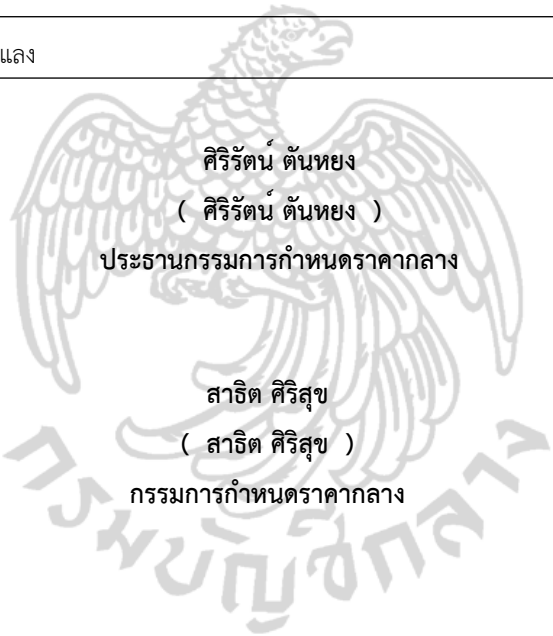 แลง
ศิริรัตน์ ตันหยง
( ศิริรัตน์ ตันหยง )
ประธานกรรมการกำหนดราคากลาง
สาธิต ศิริสุข
( สาธิต ศิริสุข )
กรรมการกำหนดราคากลาง
กรมบัญชีกลาง